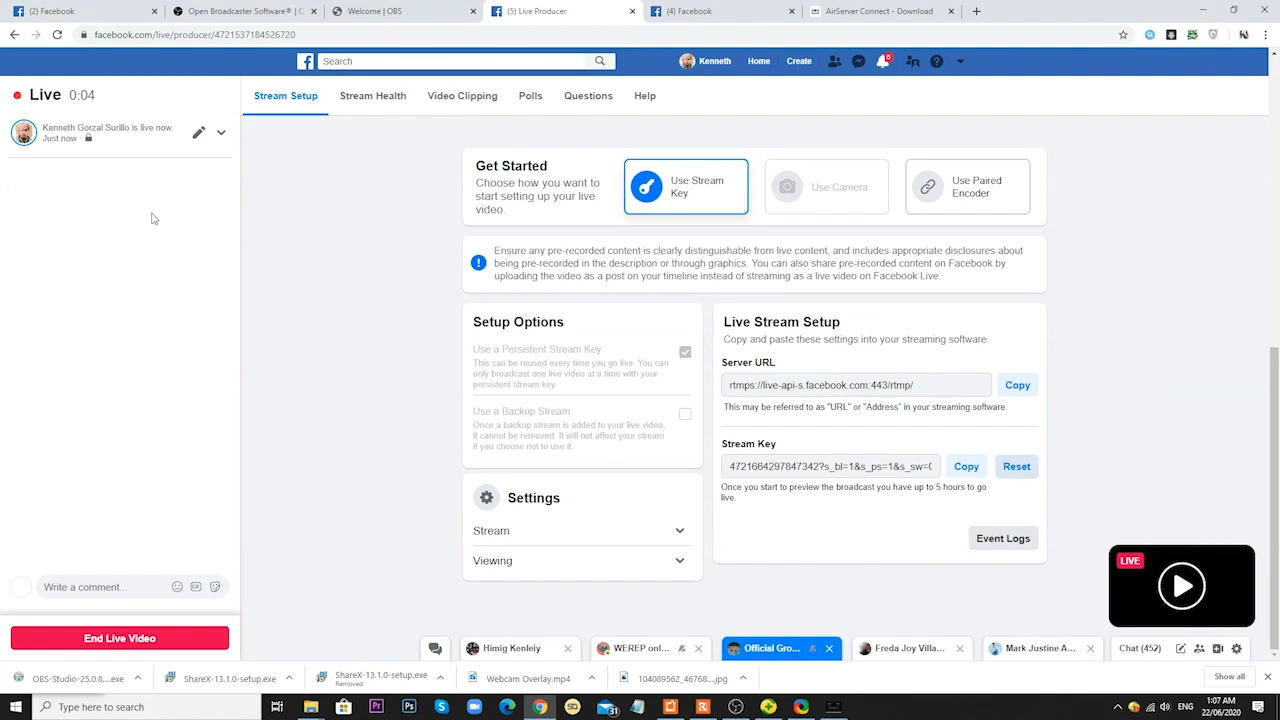 (2) Facebook
Open Broadcaster Software® | C
Welcome | OBS
(5) Live Producer
(4) Facebook
AirServer Connect - Download
facebook.com/live/producer/4721537184526720
Search
Kenneth
Home
Create
5
Live 0:04
Kenneth Gorzal Surillo is live now.
Just now ·
Stream Setup
Stream Health
Video Clipping
Polls
Questions
Help
Get Started
Choose how you want to
start setting up your live
video.
Use Stream
Key
Use Camera
Use Paired
Encoder
Ensure any pre-recorded content is clearly distinguishable from live content, and includes appropriate disclosures about
being pre-recorded in the description or through graphics. You can also share pre-recorded content on Facebook by
uploading the video as a post on your timeline instead of streaming as a live video on Facebook Live.
Setup Options
Use a Persistent Stream Key
This can be reused every time you go live. You can
only broadcast one live video at a time with your
persistent stream key.
Use a Backup Stream
Once a backup stream is added to your live video,
it cannot be removed. It will not affect your stream
if you choose not to use it.
Settings
Stream
Viewing
Live Stream Setup
Copy and paste these settings into your streaming software.
Server URL
rtmps://live-api-s.facebook.com:443/rtmp/
Copy
This may be referred to as "URL" or "Address" in your streaming software.
Stream Key
4721664297847342?s_bl=1&s_ps=1&s_sw=0
Copy
Reset
Once you start to preview the broadcast you have up to 5 hours to go
live.
Event Logs
LIVE
Write a comment...
End Live Video
Himig Kenleiy
WEREP onl...
Official Gro...
Freda Joy Villa...
Mark Justine A...
Chat (452)
OBS-Studio-25.0.8....exe
ShareX-13.1.0-setup.exe
ShareX-13.1.0-setup.exe
Removed
Webcam Overlay.mp4
104089562_46768....jpg
Show all
Type here to search
31
ENG
1:07 AM
22/06/2020